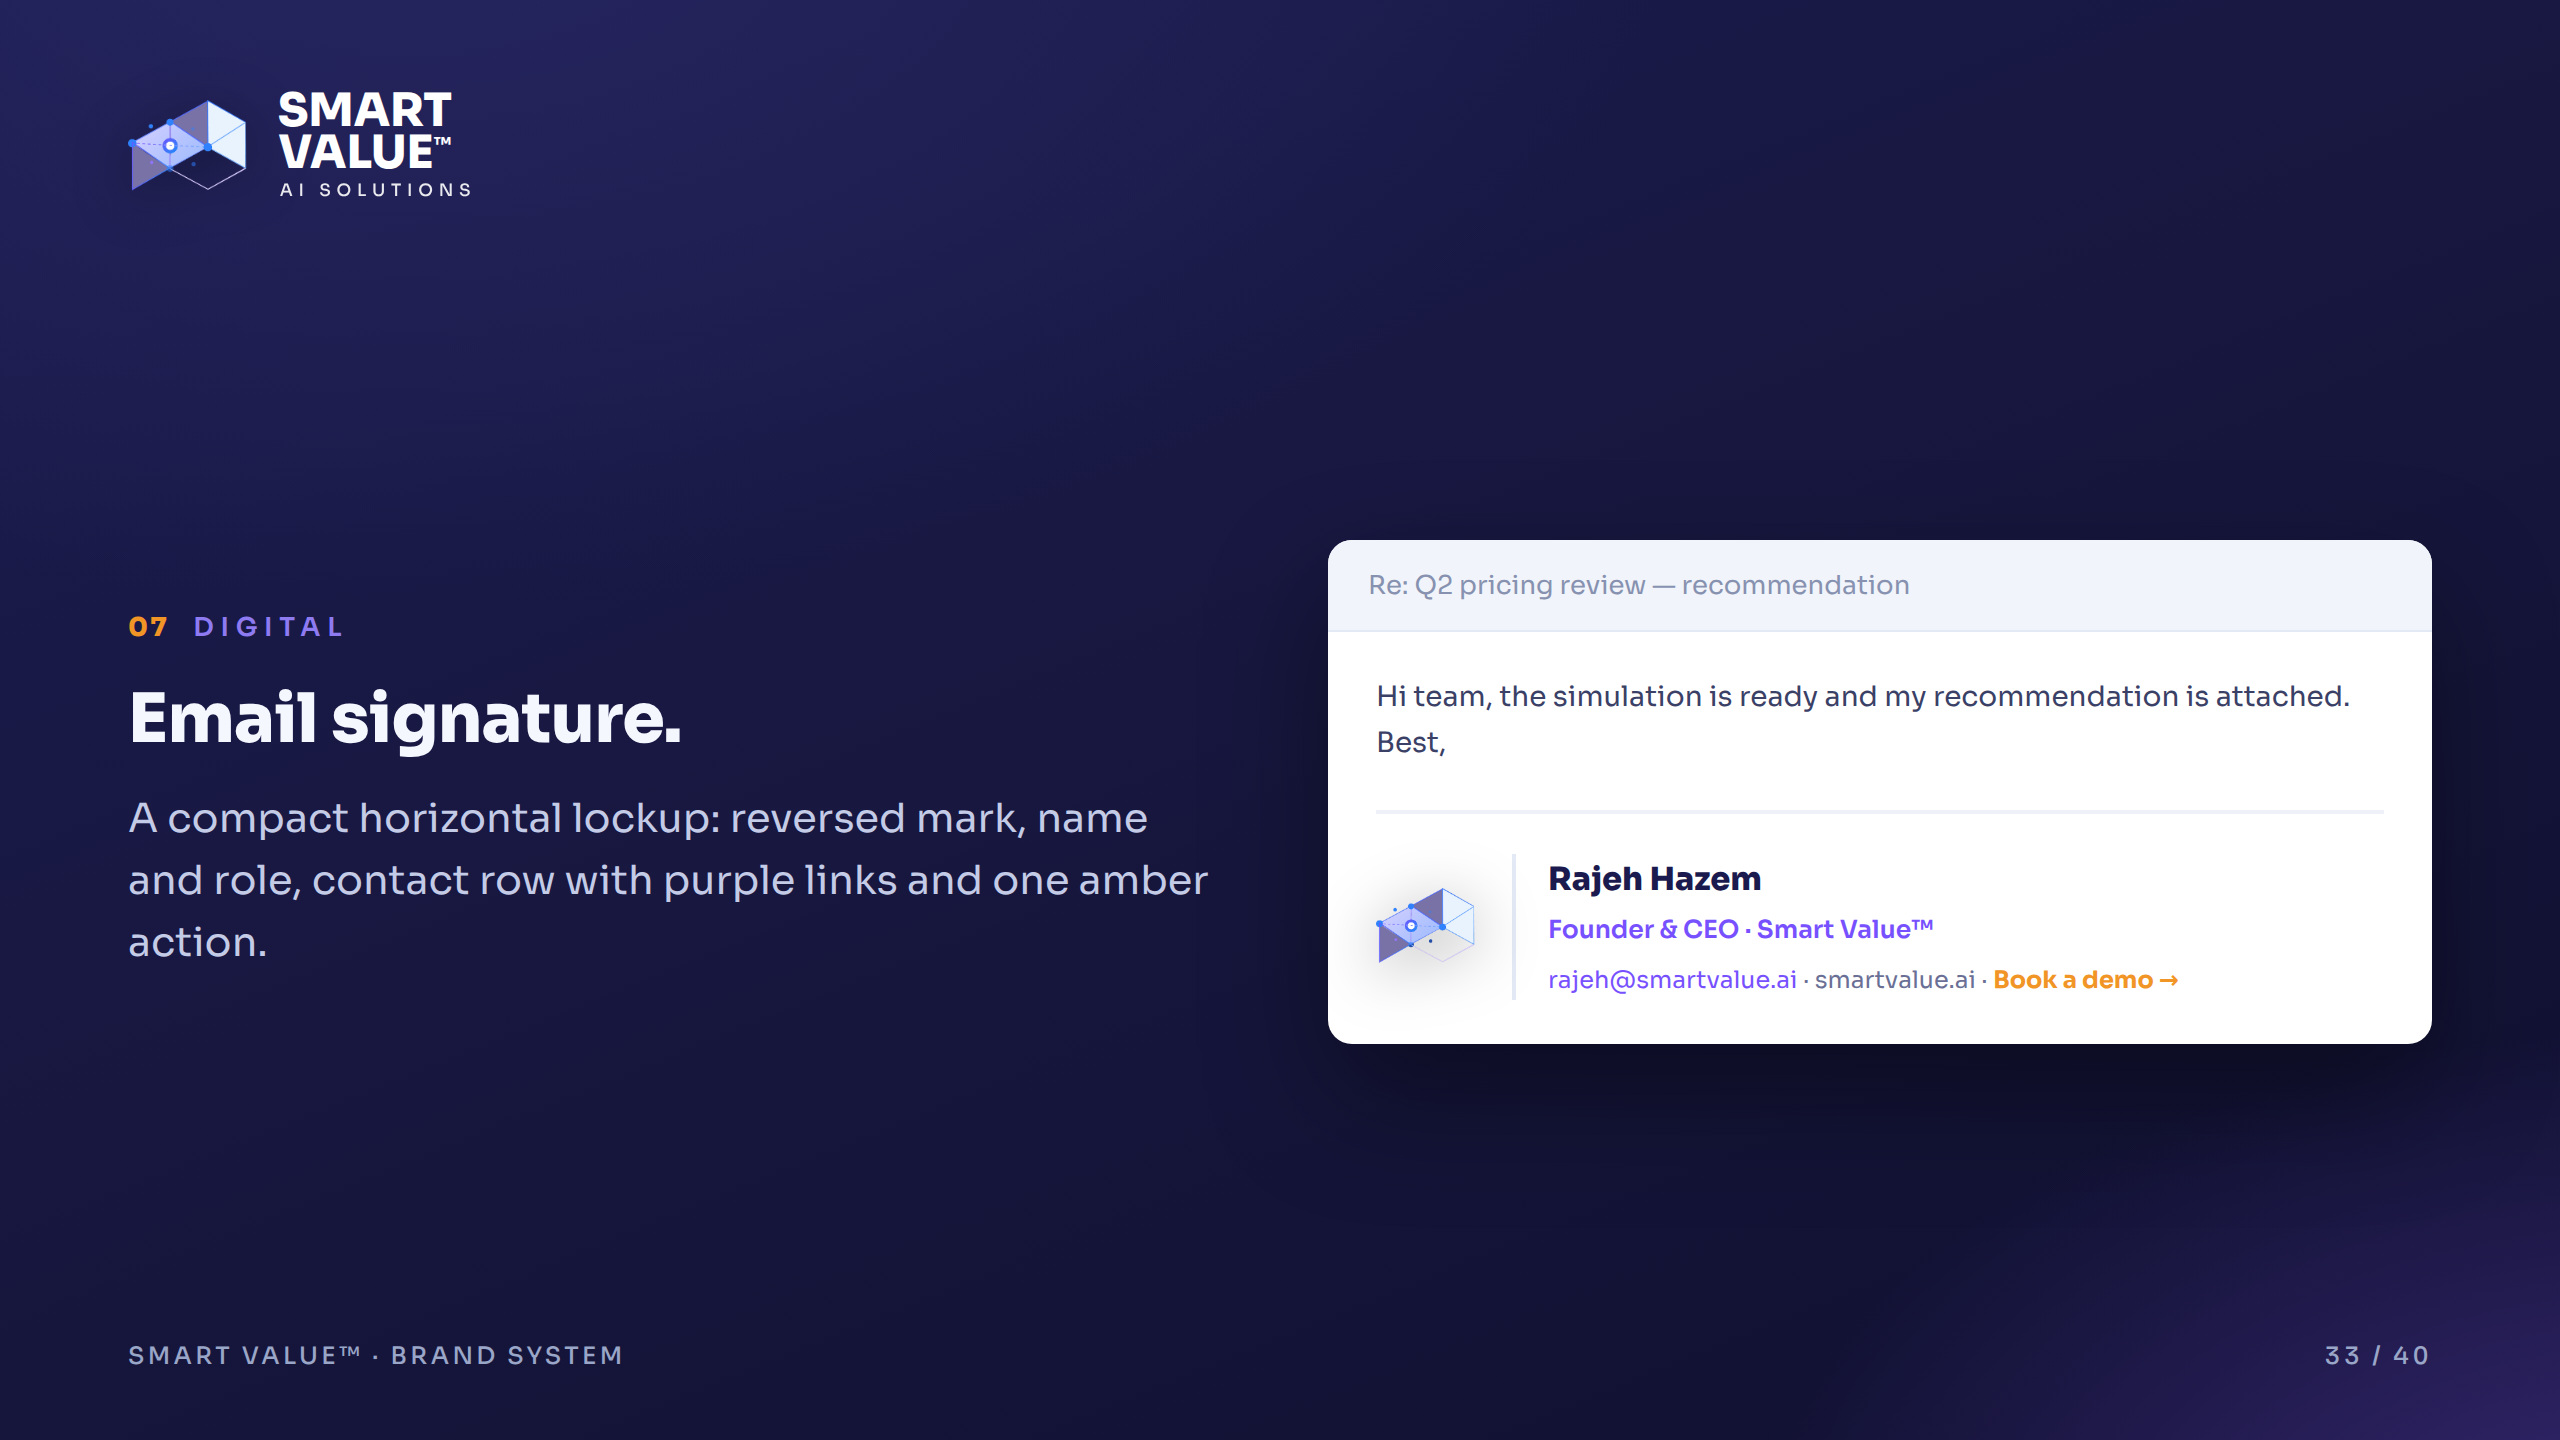 SMART
VALUE™
AI SOLUTIONS
07 DIGITAL
Email signature.
A compact horizontal lockup: reversed mark, name
and role, contact row with purple links and one amber
action.
Re: Q2 pricing review — recommendation
Hi team, the simulation is ready and my recommendation is attached.
Best,
Rajeh Hazem
Founder & CEO · Smart Value™
rajeh@smartvalue.ai · smartvalue.ai · Book a demo →
SMART VALUE™ · BRAND SYSTEM
33 / 40